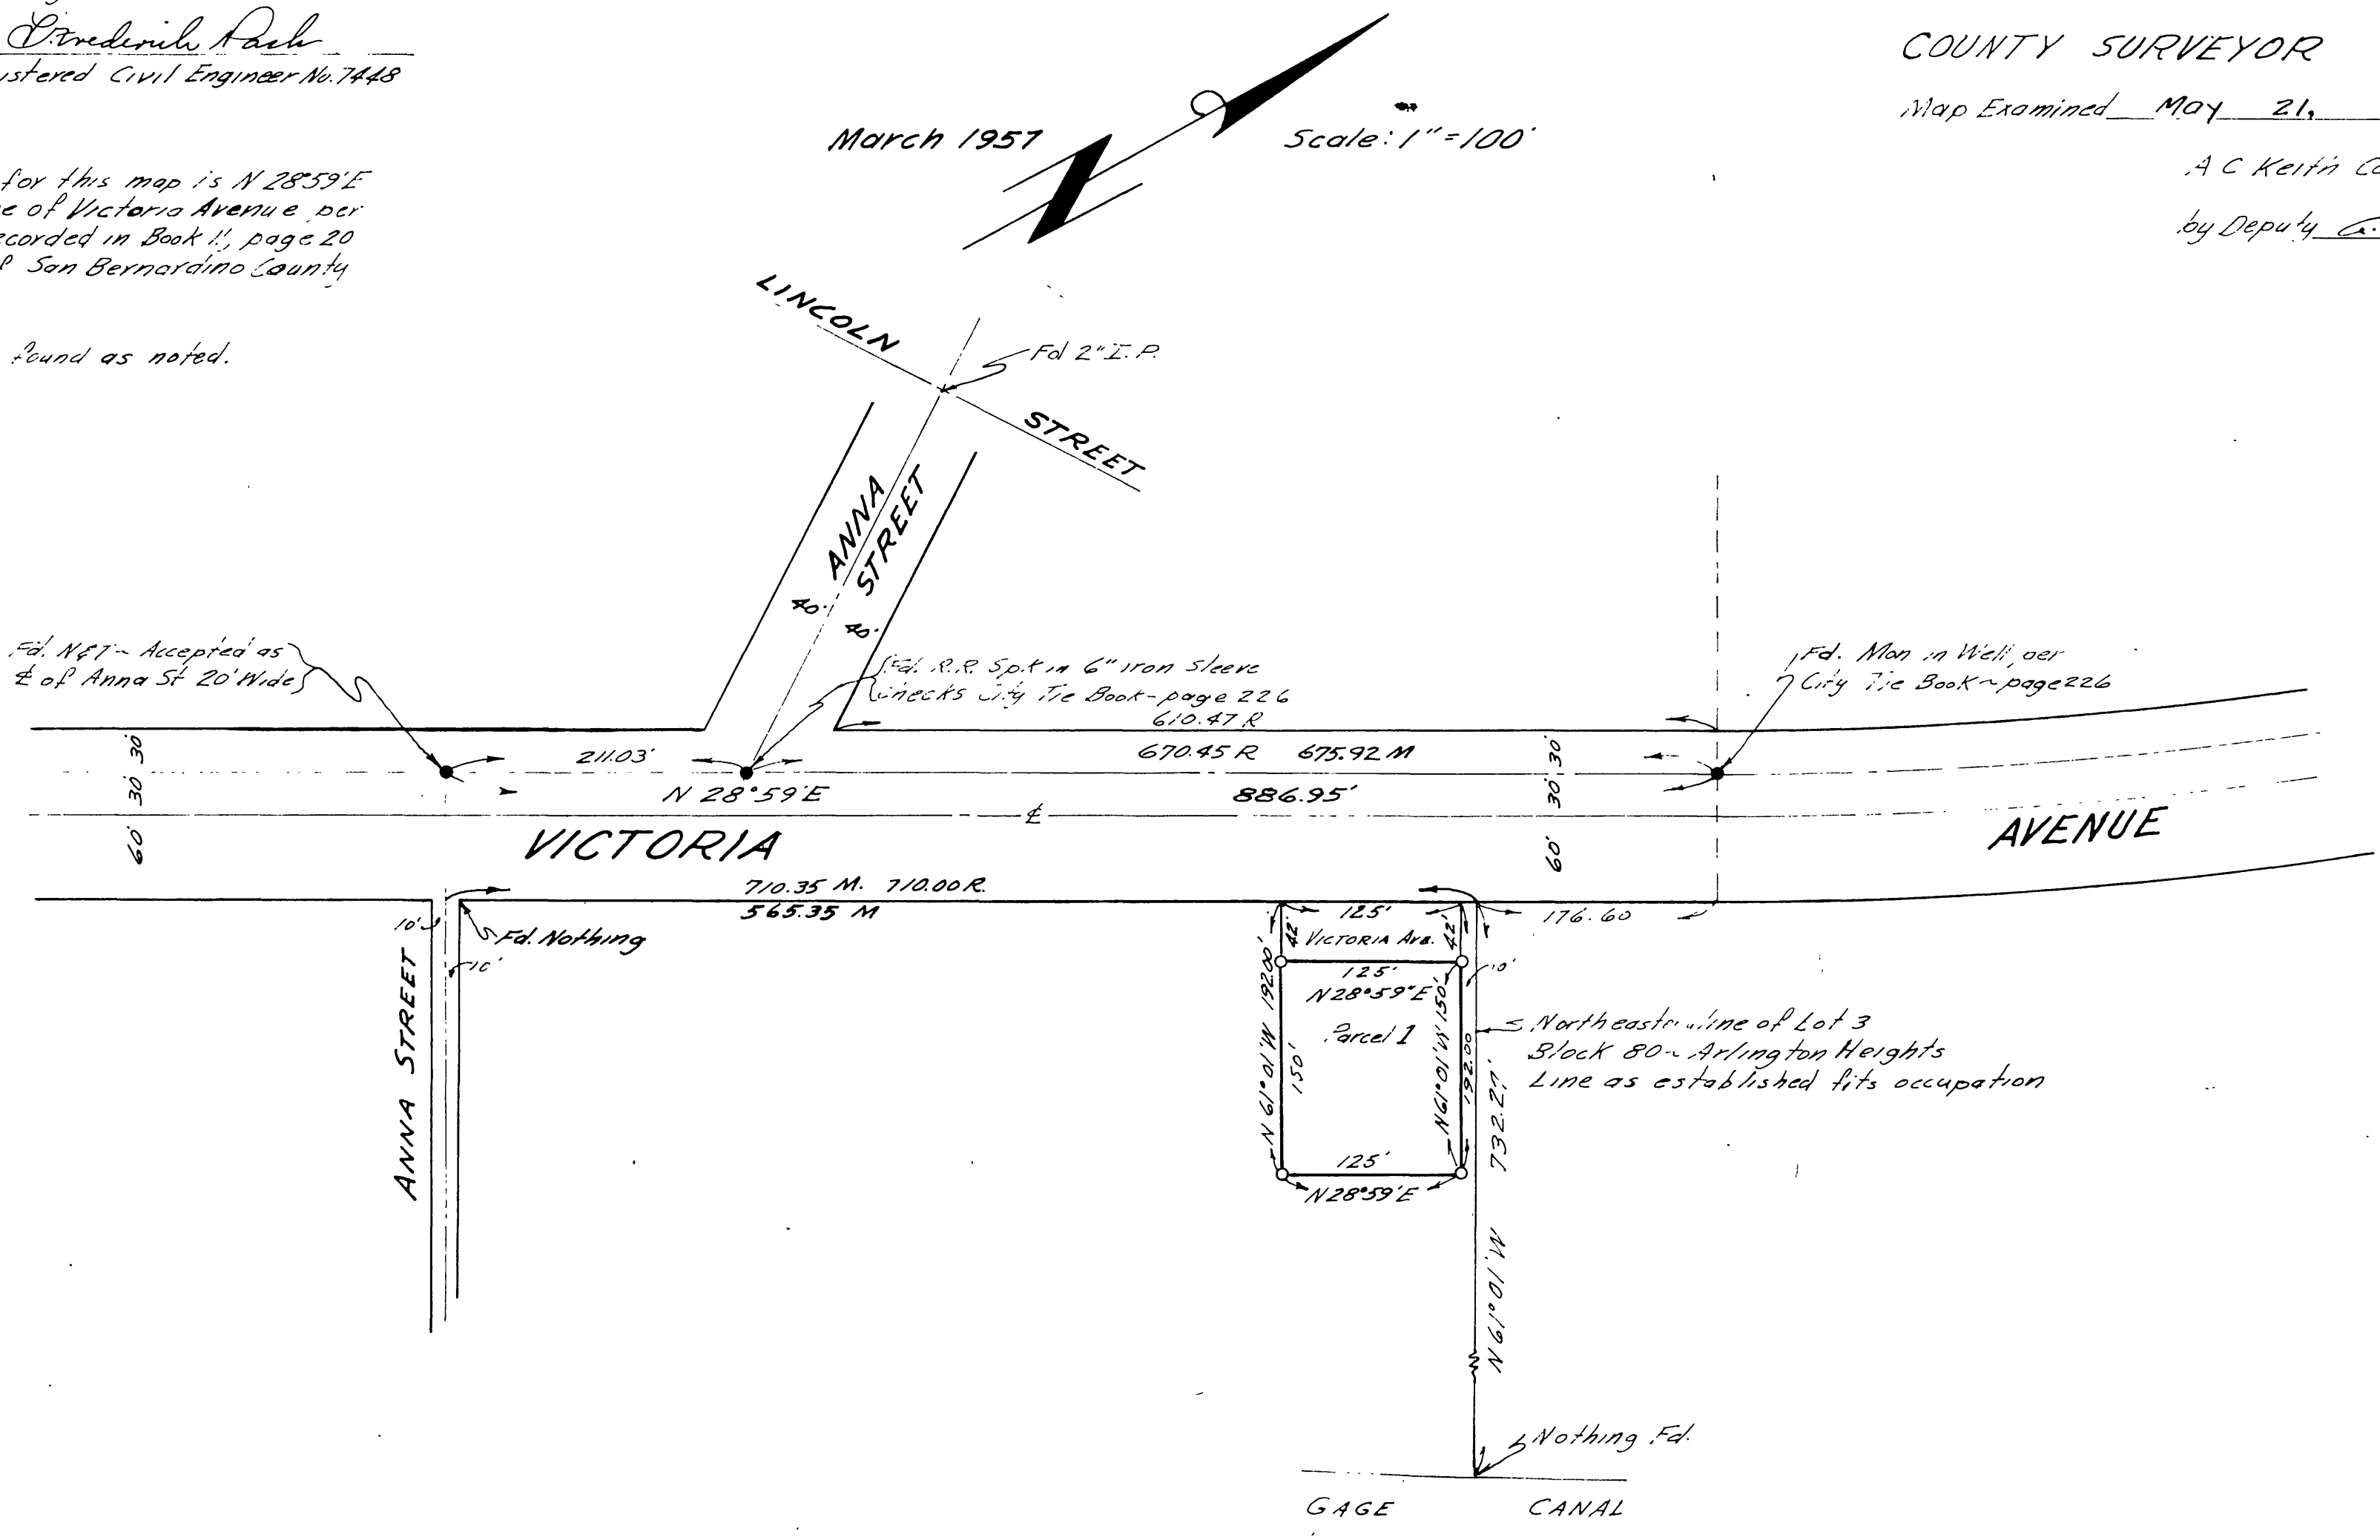 Registered Civil Engineer No. 7448
for this map is N 28°59'E
of Victoria Avenue per
recorded in Book 11, page 20
of San Bernardino County
found as noted.
March 1957
Scale: 1"=100'
COUNTY SURVEYOR
Map Examined May 21,
A C Keith
by Deputy
LINCOLN
STREET
Fd 2" I.P.
ANNA
STREET
40'
40'
Fd. N&T ~ Accepted as
℄ of Anna St 20' Wide
Fd. R.R. Spk in 6" iron sleeve
Checks City Tie Book - page 226
Fd. Mon in Well, per
City Tie Book ~ page 226
610.47 R
30'
30'
60'
211.03'
670.45 R 675.92 M
30'
30'
60'
N 28°59'E
886.95'
℄
VICTORIA
AVENUE
710.35 M. 710.00 R.
565.35 M
125'
176.60
10'
Fd. Nothing
10'
ANNA STREET
42'
VICTORIA AVE.
42'
125'
N 28°59'E
10'
N 61°01'W 192.00'
150'
Parcel 1
N 61°01'W 150'
192.00
125'
N 28°59'E
Northeast line of Lot 3
Block 80 ~ Arlington Heights
Line as established fits occupation
N 61°01'W. 732.27'
Nothing Fd.
GAGE CANAL